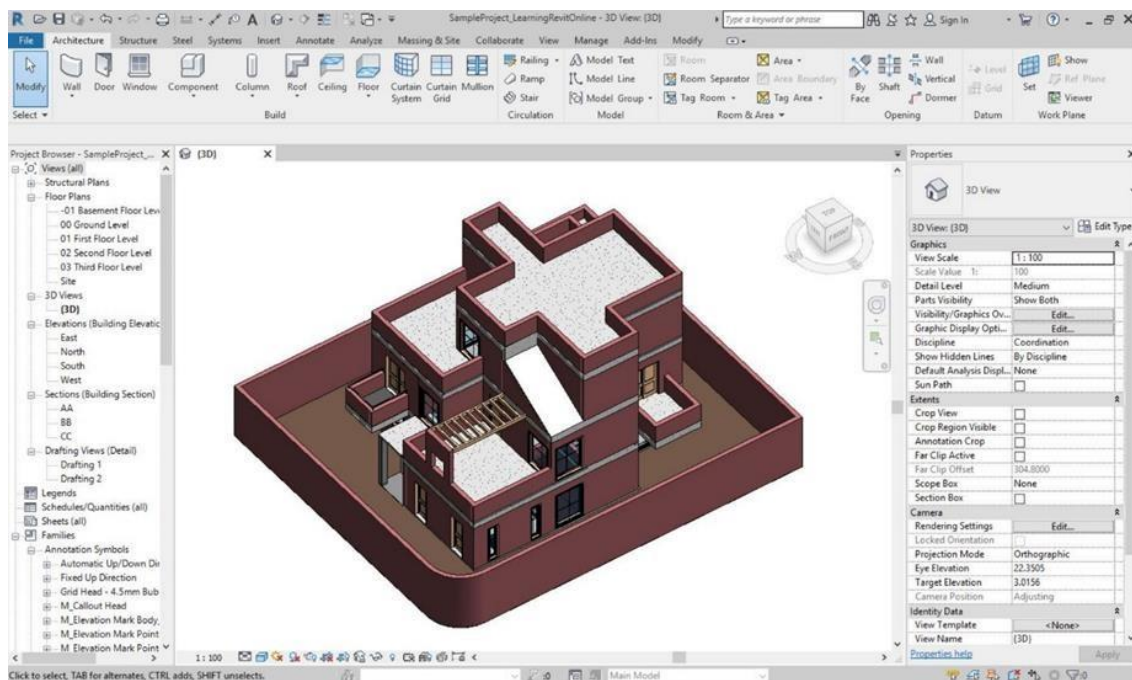 SampleProject_LearningRevitOnline - 3D View: {3D}
Type a keyword or phrase
Sign In
File Architecture Structure Steel Systems Insert Annotate Analyze Massing & Site Collaborate View Manage Add-Ins Modify
Modify
Wall
Door
Window
Component
Column
Roof
Ceiling
Floor
Curtain System
Curtain Grid
Mullion
Railing
Ramp
Stair
Model Text
Model Line
Model Group
Room
Room Separator
Tag Room
Area
Area Boundary
Tag Area
By Face
Shaft
Wall
Vertical
Dormer
Level
Grid
Set
Show
Ref Plane
Viewer
Select
Build
Circulation
Model
Room & Area
Opening
Datum
Work Plane
Project Browser - SampleProject_...
Views (all)
Structural Plans
Floor Plans
-01 Basement Floor Lev
00 Ground Level
01 First Floor Level
02 Second Floor Level
03 Third Floor Level
Site
3D Views
{3D}
Elevations (Building Elevatic
East
North
South
West
Sections (Building Section)
AA
BB
CC
Drafting Views (Detail)
Drafting 1
Drafting 2
Legends
Schedules/Quantities (all)
Sheets (all)
Families
Annotation Symbols
Automatic Up/Down Dir
Fixed Up Direction
Grid Head - 4.5mm Bub
M_Callout Head
M_Elevation Mark Body_
M_Elevation Mark Point
M_Elevation Mark Point
{3D}
TOP
FRONT
1 : 100
Properties
3D View
3D View: {3D}
Edit Type
Graphics
View Scale 1 : 100
Scale Value 1: 100
Detail Level Medium
Parts Visibility Show Both
Visibility/Graphics Ov... Edit...
Graphic Display Opti... Edit...
Discipline Coordination
Show Hidden Lines By Discipline
Default Analysis Displ... None
Sun Path
Extents
Crop View
Crop Region Visible
Annotation Crop
Far Clip Active
Far Clip Offset 304.8000
Scope Box None
Section Box
Camera
Rendering Settings Edit...
Locked Orientation
Projection Mode Orthographic
Eye Elevation 22.3505
Target Elevation 3.0156
Camera Position Adjusting
Identity Data
View Template <None>
View Name {3D}
Properties help
Apply
Click to select, TAB for alternates, CTRL adds, SHIFT unselects.
:0
Main Model
:0